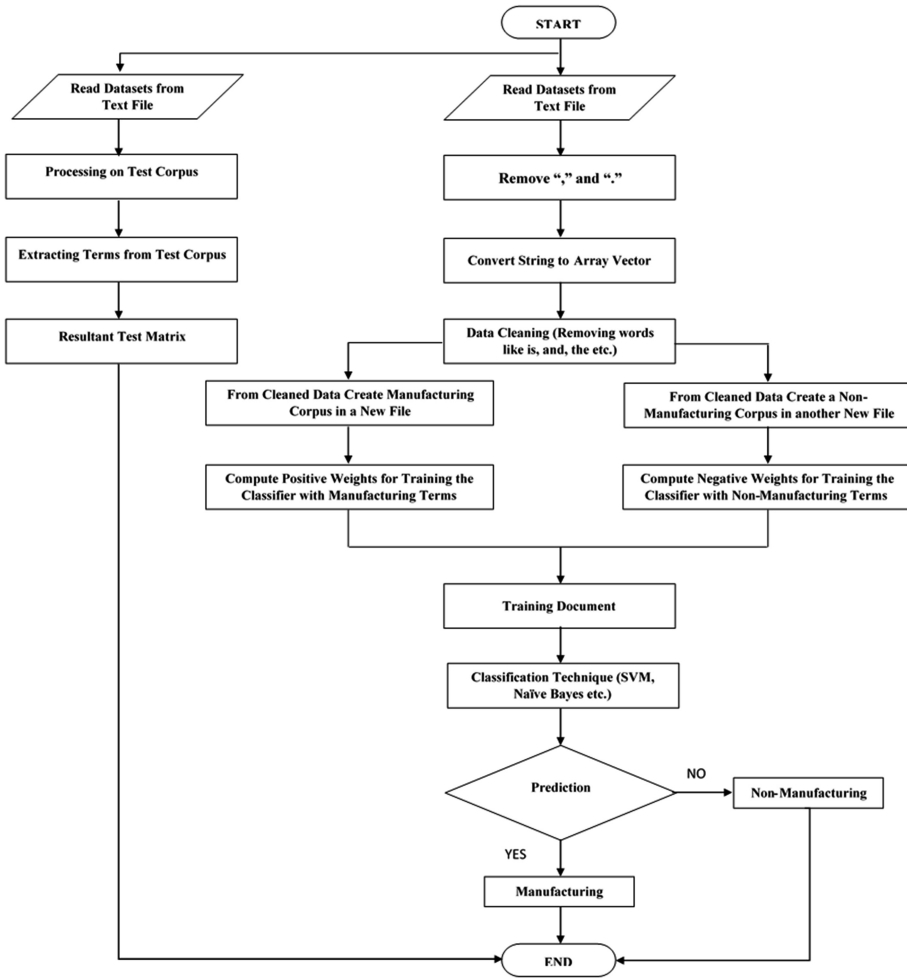 START
Read Datasets from
Text File
Read Datasets from
Text File
Processing on Test Corpus
Remove “,” and “.”
Extracting Terms from Test Corpus
Convert String to Array Vector
Resultant Test Matrix
Data Cleaning (Removing words
like is, and, the etc.)
From Cleaned Data Create Manufacturing
Corpus in a New File
From Cleaned Data Create a Non-
Manufacturing Corpus in another New File
Compute Positive Weights for Training the
Classifier with Manufacturing Terms
Compute Negative Weights for Training the
Classifier with Non-Manufacturing Terms
Training Document
Classification Technique (SVM,
Naïve Bayes etc.)
Prediction
NO
Non-Manufacturing
YES
Manufacturing
END